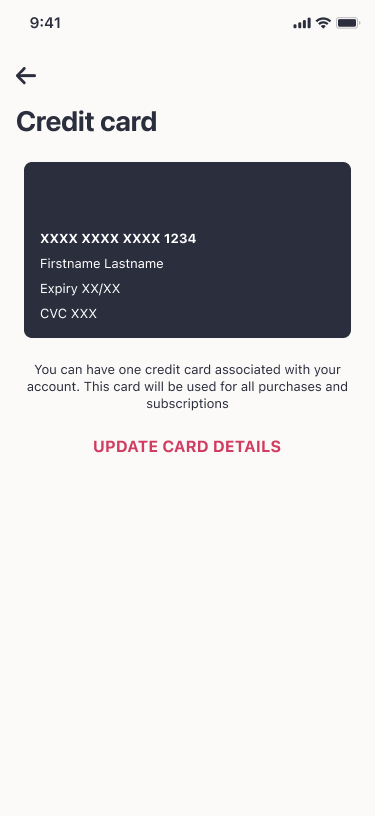 9:41
Credit card
XXXX XXXX XXXX 1234
Firstname Lastname
Expiry XX/XX
CVC XXX
You can have one credit card associated with your
account. This card will be used for all purchases and
subscriptions
UPDATE CARD DETAILS